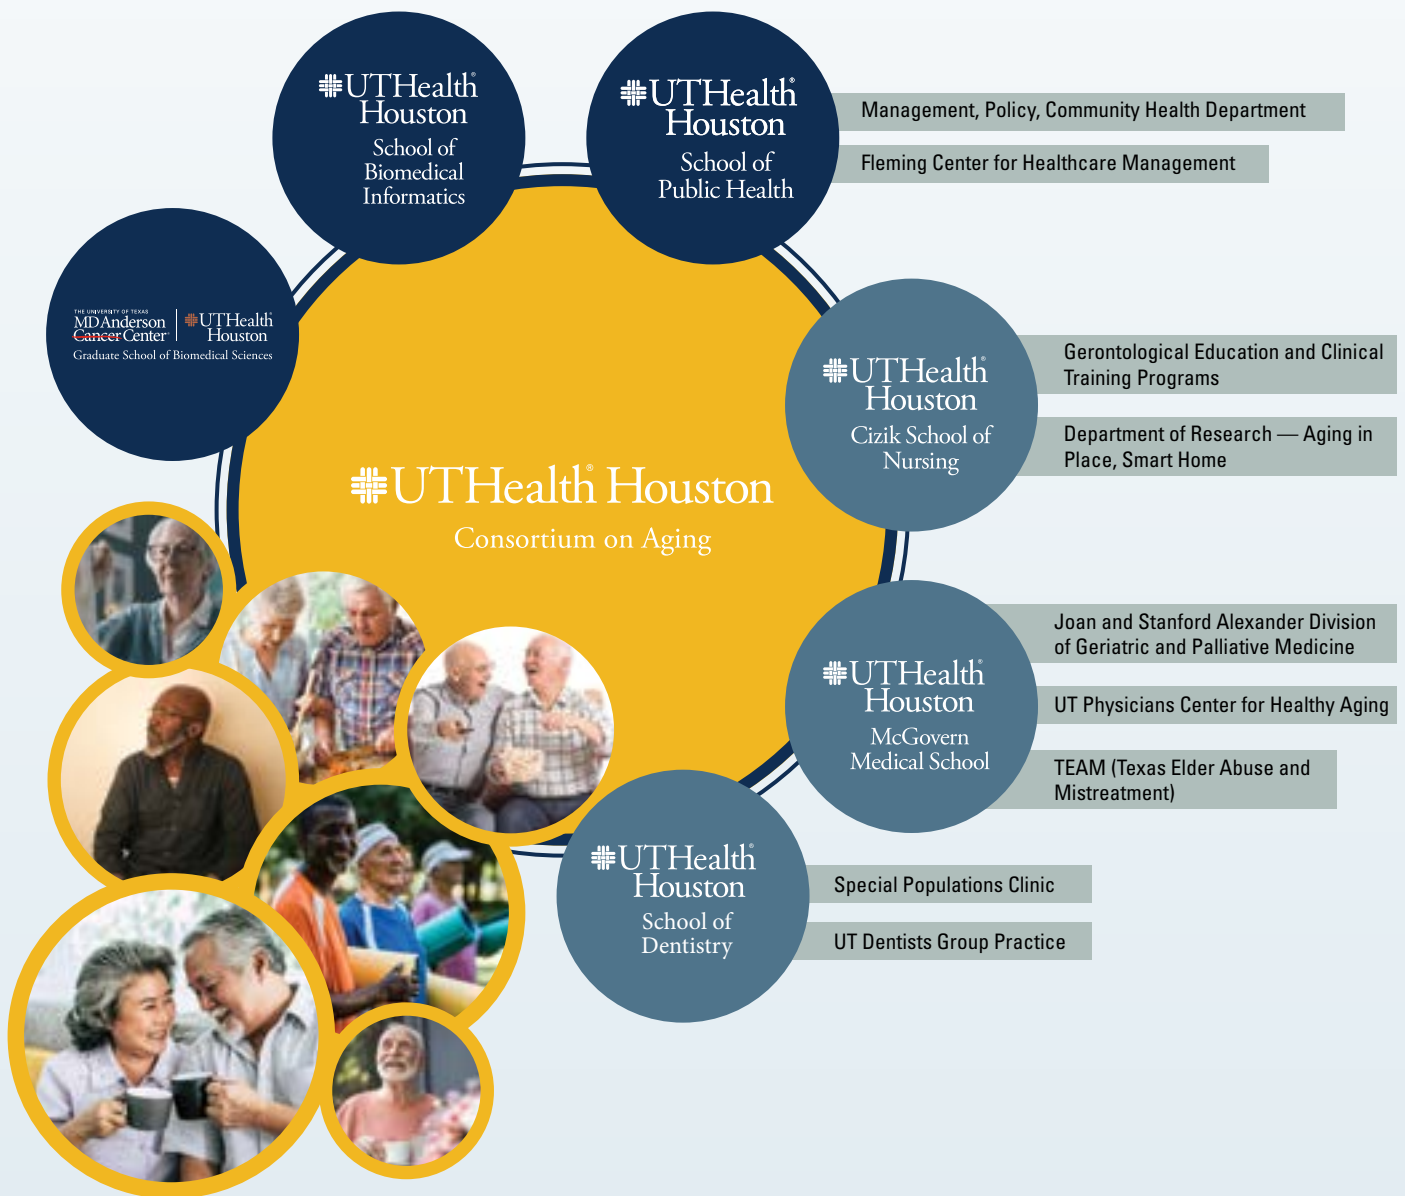 UTHealth®
Houston
School of
Biomedical
Informatics
UTHealth®
Houston
School of
Public Health
Management, Policy, Community Health Department
Fleming Center for Healthcare Management
THE UNIVERSITY OF TEXAS
MD Anderson
Cancer Center®
UTHealth®
Houston
Graduate School of Biomedical Sciences
UTHealth®
Houston
Cizik School of
Nursing
Gerontological Education and Clinical
Training Programs
Department of Research — Aging in
Place, Smart Home
UTHealth® Houston
Consortium on Aging
UTHealth®
Houston
McGovern
Medical School
Joan and Stanford Alexander Division
of Geriatric and Palliative Medicine
UT Physicians Center for Healthy Aging
TEAM (Texas Elder Abuse and
Mistreatment)
UTHealth®
Houston
School of
Dentistry
Special Populations Clinic
UT Dentists Group Practice